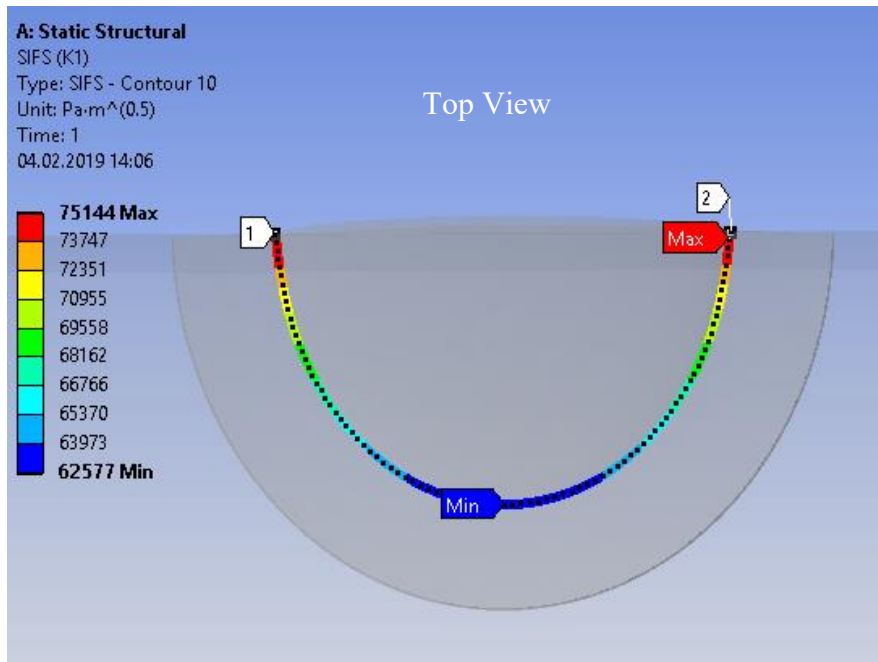 A: Static Structural
SIFS (K1)
Type: SIFS - Contour 10
Unit: Pa·m^(0.5)
Time: 1
04.02.2019 14:06
Top View
75144 Max
73747
72351
70955
69558
68162
66766
65370
63973
62577 Min
1
2
Max
Min